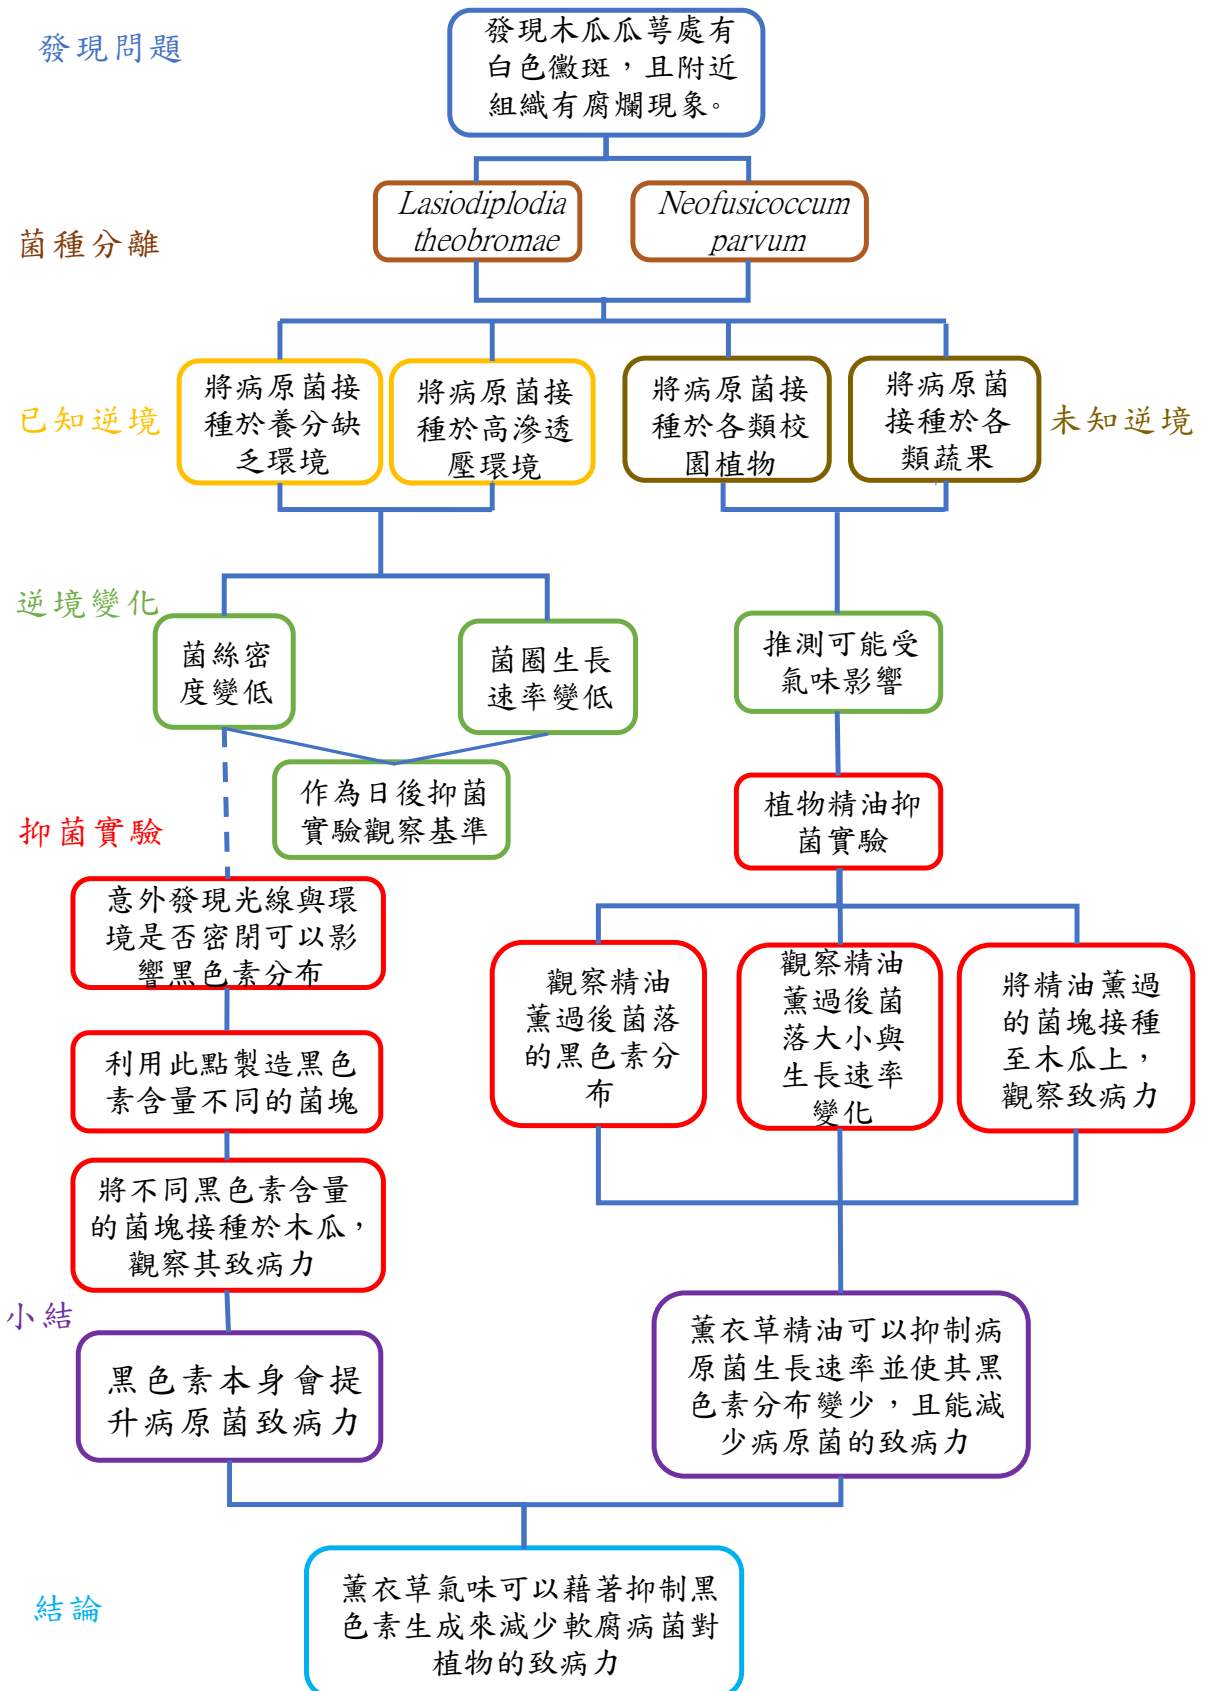 發現問題
發現木瓜瓜萼處有
白色黴斑，且附近
組織有腐爛現象。
菌種分離
Lasiodiplodia
theobromae
Neofusicoccum
parvum
已知逆境
將病原菌接
種於養分缺
乏環境
將病原菌接
種於高滲透
壓環境
將病原菌接
種於各類校
園植物
將病原菌
接種於各
類蔬果
未知逆境
逆境變化
菌絲密
度變低
菌圈生長
速率變低
推測可能受
氣味影響
作為日後抑菌
實驗觀察基準
抑菌實驗
植物精油抑
菌實驗
意外發現光線與環
境是否密閉可以影
響黑色素分布
利用此點製造黑色
素含量不同的菌塊
將不同黑色素含量
的菌塊接種於木瓜，
觀察其致病力
觀察精油
薰過後菌落
的黑色素分
布
觀察精油
薰過後菌
落大小與
生長速率
變化
將精油薰過
的菌塊接種
至木瓜上，
觀察致病力
小結
黑色素本身會提
升病原菌致病力
薰衣草精油可以抑制病
原菌生長速率並使其黑
色素分布變少，且能減
少病原菌的致病力
結論
薰衣草氣味可以藉著抑制黑
色素生成來減少軟腐病菌對
植物的致病力